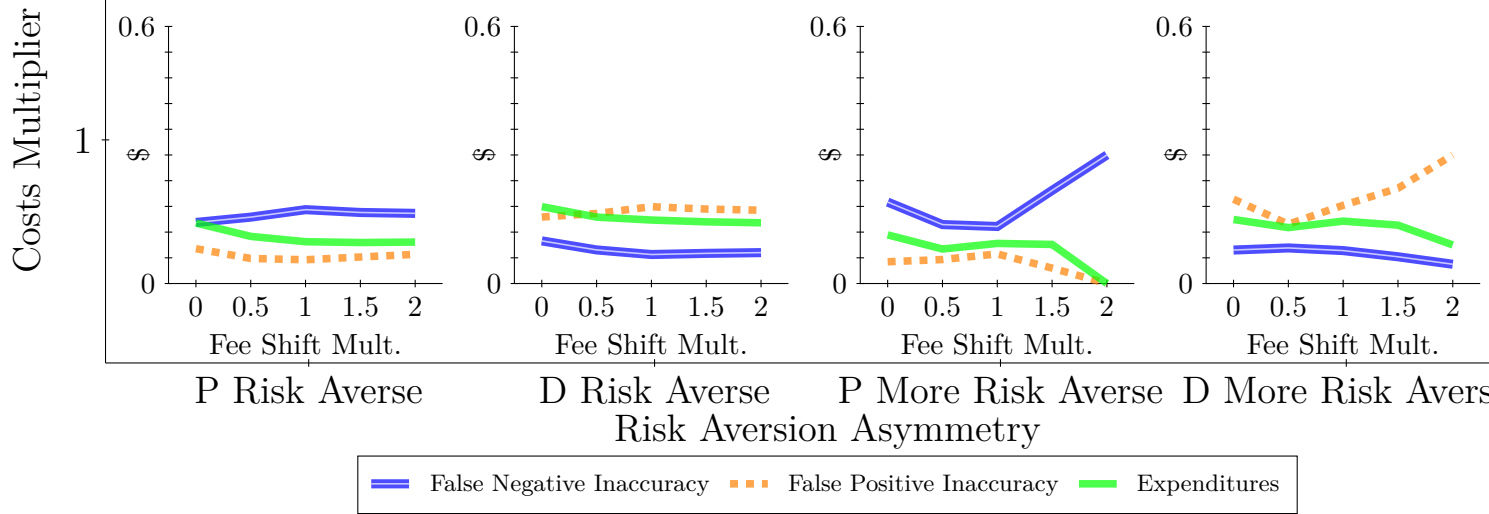 Costs Multiplier
1
0.6
$
0
0 0.5 1 1.5 2
Fee Shift Mult.
P Risk Averse
0.6
$
0
0 0.5 1 1.5 2
Fee Shift Mult.
D Risk Averse
0.6
$
0
0 0.5 1 1.5 2
Fee Shift Mult.
P More Risk Averse
0.6
$
0
0 0.5 1 1.5 2
Fee Shift Mult.
D More Risk Avers
Risk Aversion Asymmetry
False Negative Inaccuracy False Positive Inaccuracy Expenditures